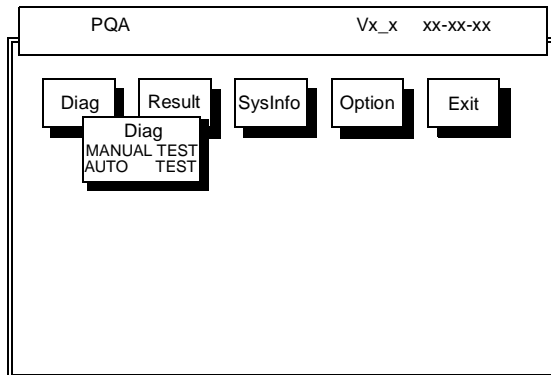 PQA Vx_x xx-xx-xx
Diag Result SysInfo Option Exit
Diag
MANUAL TEST
AUTO TEST